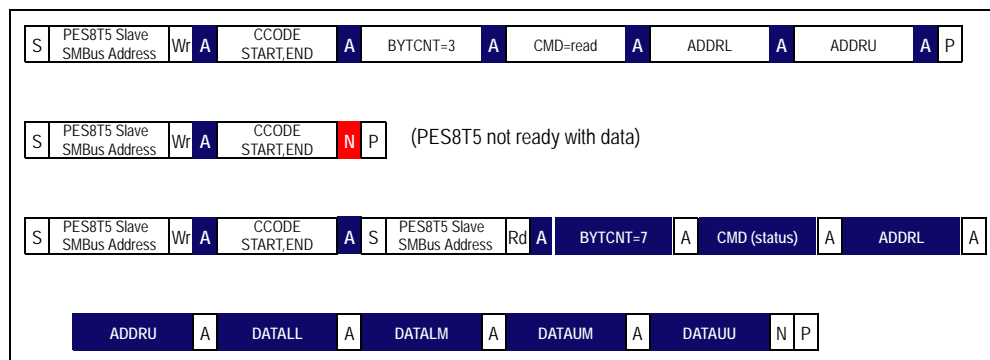 S PES8T5 Slave SMBus Address Wr A CCODE START,END A BYTCNT=3 A CMD=read A ADDRL A ADDRU A P
S PES8T5 Slave SMBus Address Wr A CCODE START,END N P (PES8T5 not ready with data)
S PES8T5 Slave SMBus Address Wr A CCODE START,END A S PES8T5 Slave SMBus Address Rd A BYTCNT=7 A CMD (status) A ADDRL A
ADDRU A DATALL A DATALM A DATAUM A DATAUU N P